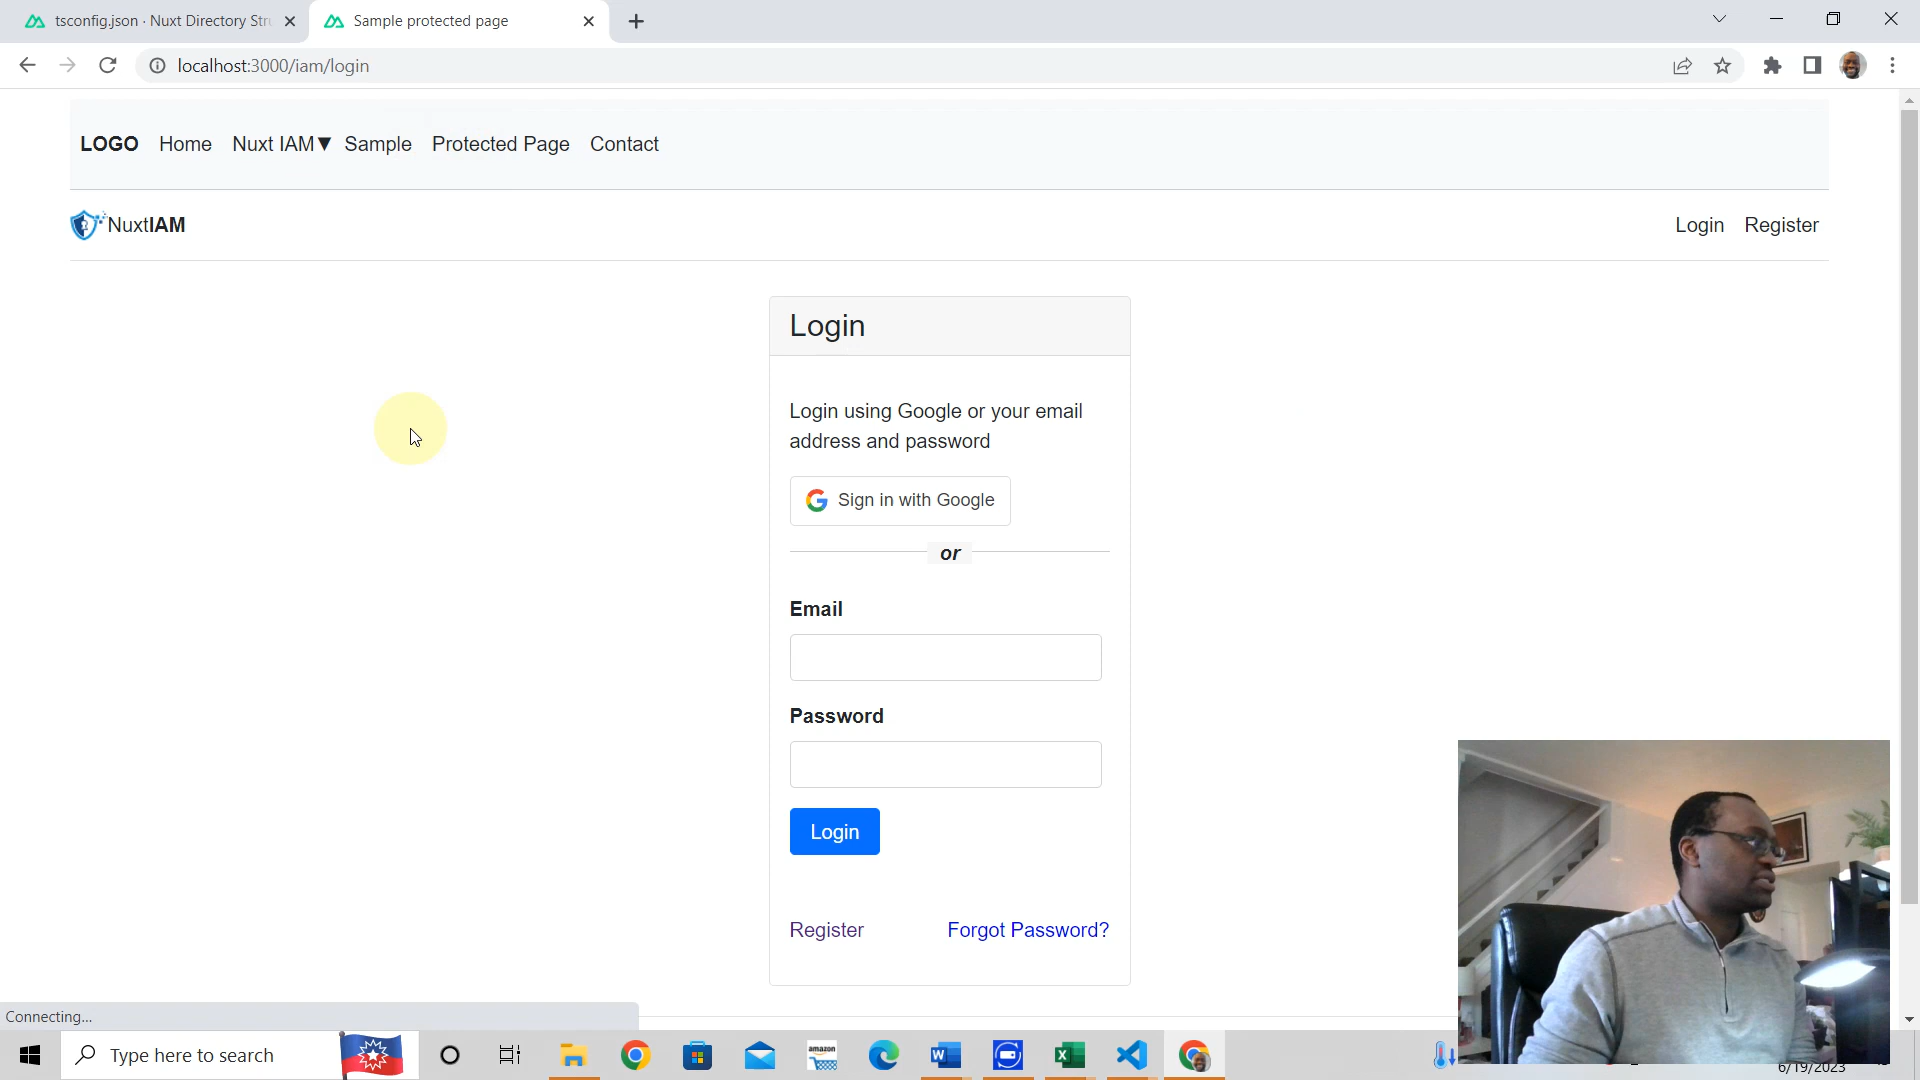 tsconfig.json · Nuxt Directory Str
Sample protected page
localhost:3000/iam/login
LOGO Home Nuxt IAM▼ Sample Protected Page Contact
NuxtIAM
Login Register
Login
Login using Google or your email
address and password
Sign in with Google
or
Email
Password
Login
Register Forgot Password?
Connecting...
Type here to search
amazon
6/19/2023